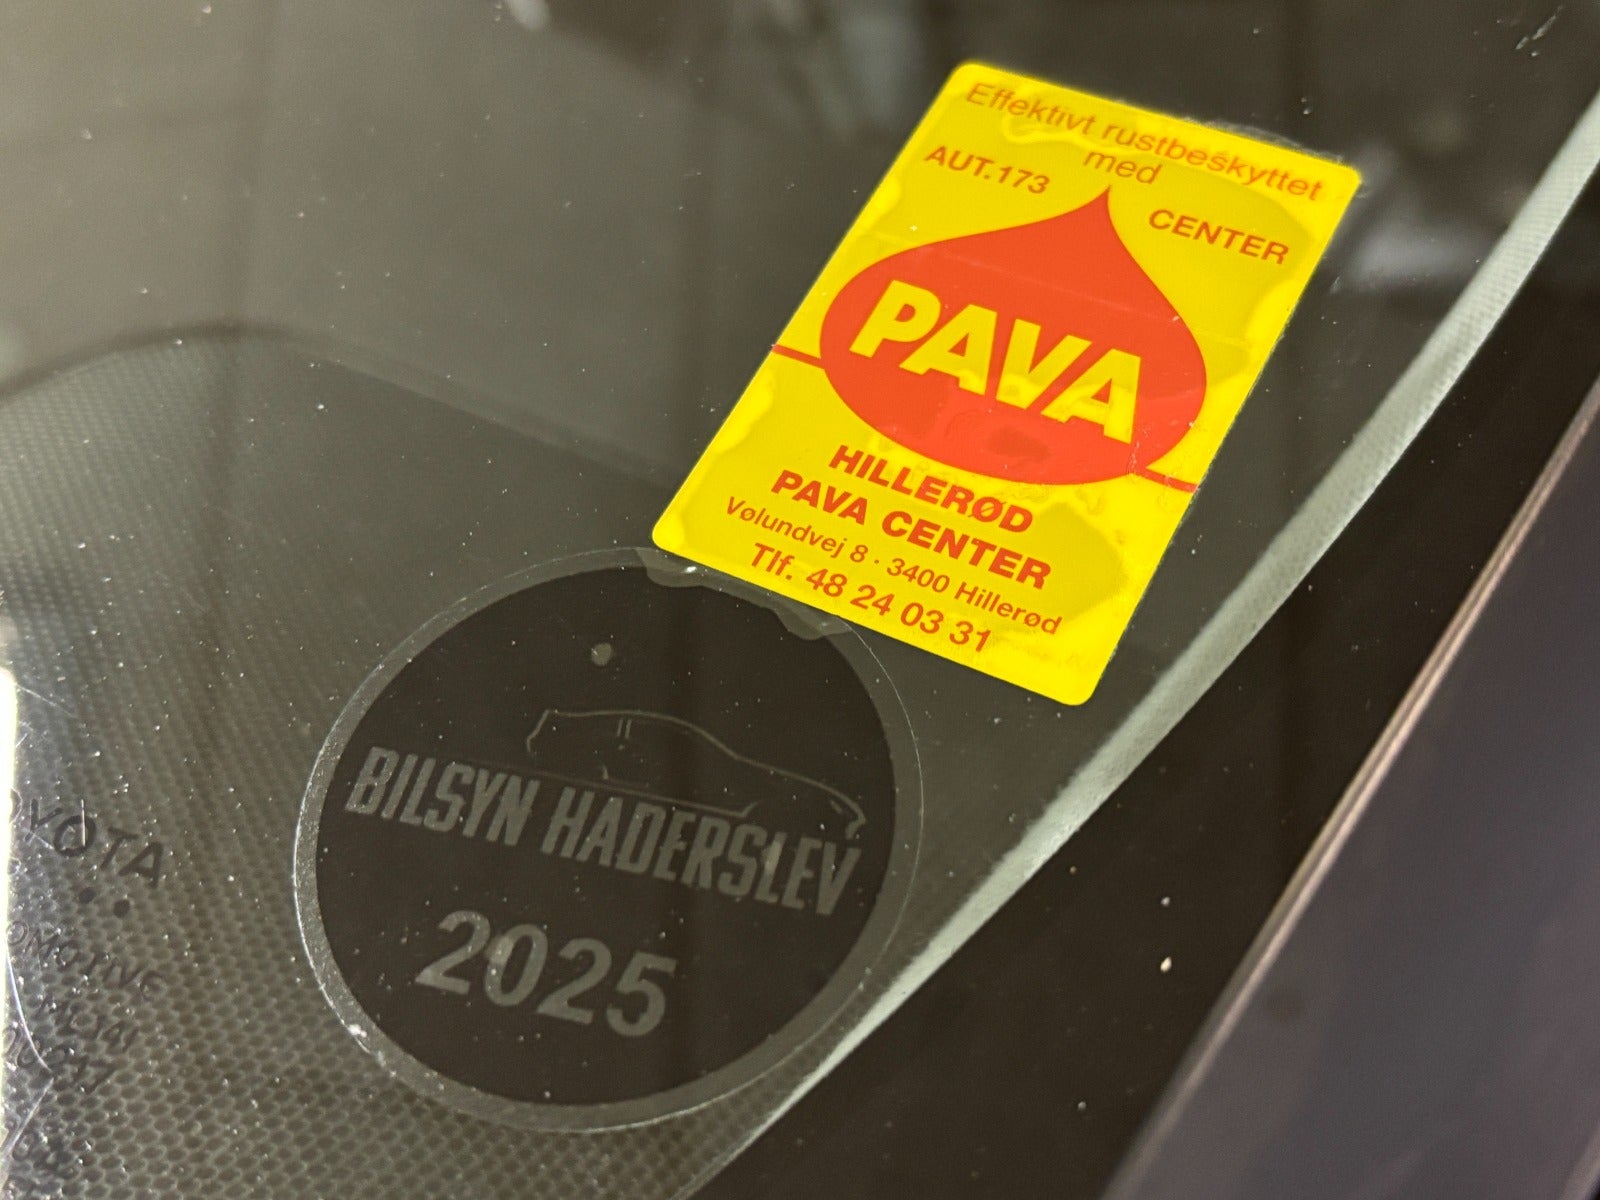 Effektivt rustbeskyttet
med
AUT.173 CENTER
PAVA
HILLERØD
PAVA CENTER
Vølundvej 8 · 3400 Hillerød
Tlf. 48 24 03 31
BILSYN HADERSLEV
2025